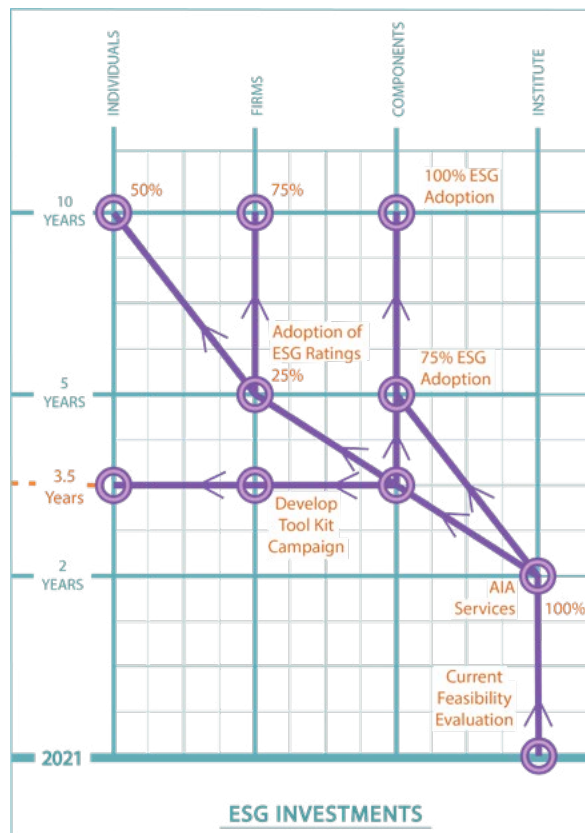 INDIVIDUALS
FIRMS
COMPONENTS
INSTITUTE
10
YEARS
50%
75%
100% ESG
Adoption
Adoption of
ESG Ratings
25%
75% ESG
Adoption
5
YEARS
3.5
Years
Develop
Tool Kit
Campaign
2
YEARS
AIA
Services
100%
Current
Feasibility
Evaluation
2021
ESG INVESTMENTS